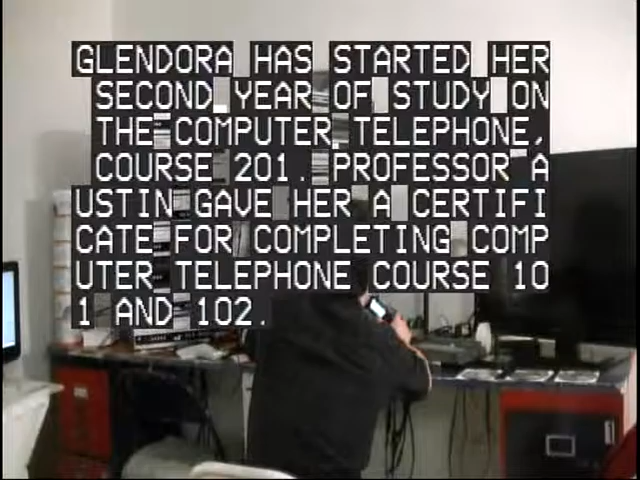 GLENDORA HAS STARTED HER
SECOND YEAR OF STUDY ON
THE COMPUTER TELEPHONE,
COURSE 201. PROFESSOR A
USTIN GAVE HER A CERTIFI
CATE FOR COMPLETING COMP
UTER TELEPHONE COURSE 10
1 AND 102.